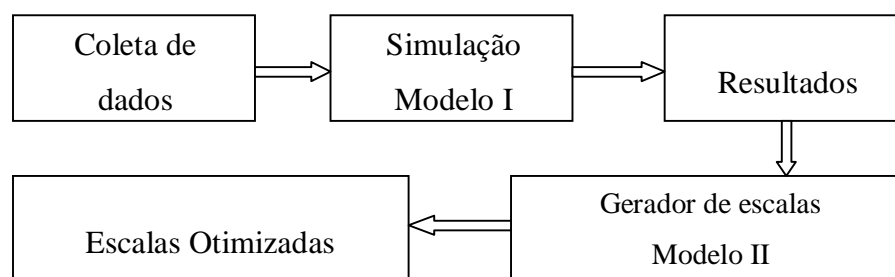 Coleta de
dados
Simulação
Modelo I
Resultados
Gerador de escalas
Modelo II
Escalas Otimizadas